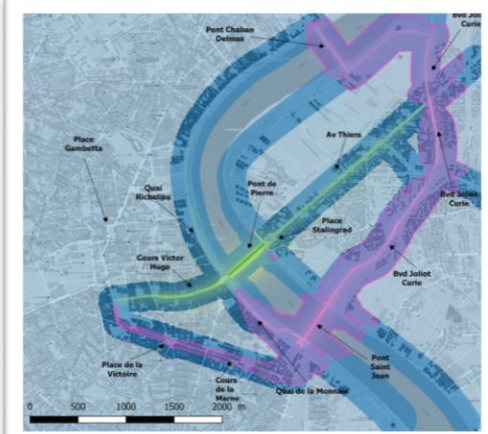 Bvd Joliot
Curie
Pont Chaban
Delmas
Place
Gambetta
Av Thiers
Quai
Richelieu
Pont de
Pierre
Bvd Joliot
Curie
Place
Stalingrad
Cours Victor
Hugo
Bvd Joliot
Curie
Place de la
Victoire
Pont
Saint
Jean
Cours
de la
Marne
Quai de la Monnaie
0 500 1000 1500 2000 m